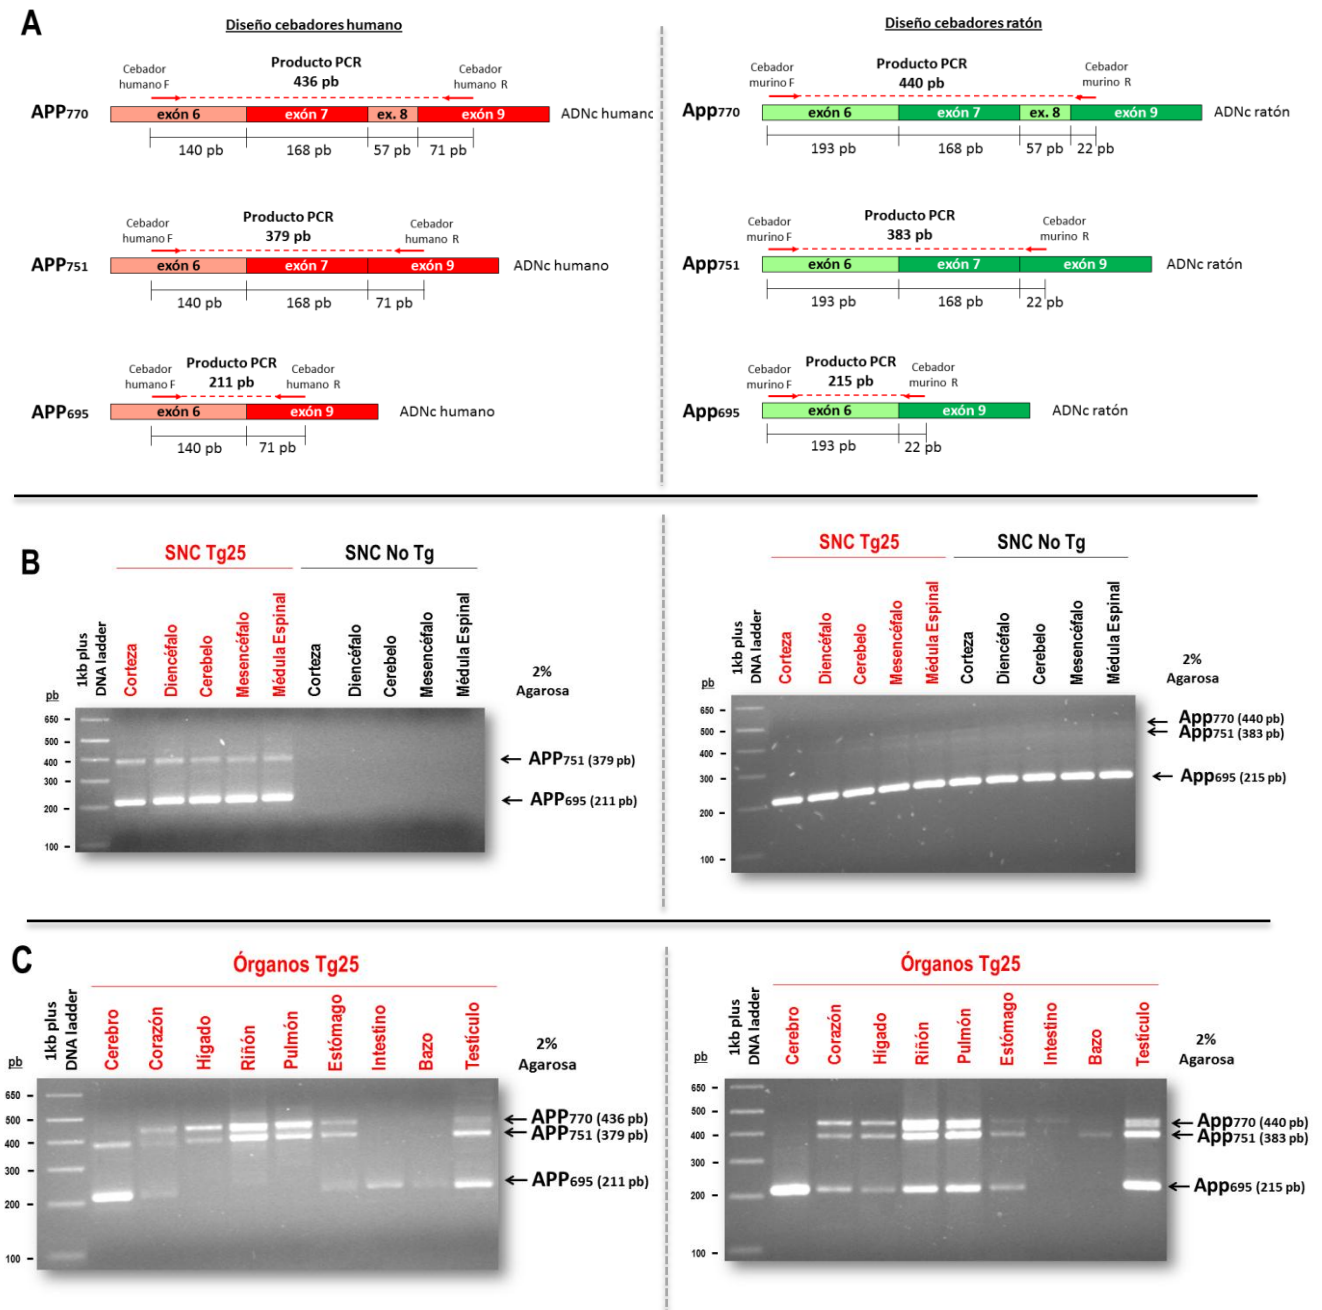 A
Diseño cebadores humano
Cebador
humano F
Producto PCR
436 pb
Cebador
humano R
APP770
exón 6
exón 7
ex. 8
exón 9
ADNc humano
140 pb
168 pb
57 pb
71 pb
Cebador
humano F
Producto PCR
379 pb
Cebador
humano R
APP751
exón 6
exón 7
exón 9
ADNc humano
140 pb
168 pb
71 pb
Cebador
humano F
Producto PCR
211 pb
Cebador
humano R
APP695
exón 6
exón 9
ADNc humano
140 pb
71 pb
Diseño cebadores ratón
Cebador
murino F
Producto PCR
440 pb
Cebador
murino R
App770
exón 6
exón 7
ex. 8
exón 9
ADNc ratón
193 pb
168 pb
57 pb
22 pb
Cebador
murino F
Producto PCR
383 pb
Cebador
murino R
App751
exón 6
exón 7
exón 9
ADNc ratón
193 pb
168 pb
22 pb
Cebador
murino F
Producto PCR
215 pb
Cebador
murino R
App695
exón 6
exón 9
ADNc ratón
193 pb
22 pb
B
SNC Tg25
SNC No Tg
1kb plus
DNA ladder
Corteza
Diencéfalo
Cerebelo
Mesencéfalo
Médula Espinal
Corteza
Diencéfalo
Cerebelo
Mesencéfalo
Médula Espinal
2%
Agarosa
pb
650
500
400
300
200
100
APP751 (379 pb)
APP695 (211 pb)
SNC Tg25
SNC No Tg
1kb plus
DNA ladder
Corteza
Diencéfalo
Cerebelo
Mesencéfalo
Médula Espinal
Corteza
Diencéfalo
Cerebelo
Mesencéfalo
Médula Espinal
2%
Agarosa
pb
650
500
400
300
200
100
App770 (440 pb)
App751 (383 pb)
App695 (215 pb)
C
Órganos Tg25
1kb plus
DNA ladder
Cerebro
Corazón
Hígado
Riñón
Pulmón
Estómago
Intestino
Bazo
Testículo
2%
Agarosa
pb
650
500
400
300
200
100
APP770 (436 pb)
APP751 (379 pb)
APP695 (211 pb)
Órganos Tg25
1kb plus
DNA ladder
Cerebro
Corazón
Hígado
Riñón
Pulmón
Estómago
Intestino
Bazo
Testículo
2%
Agarosa
pb
650
500
400
300
200
100
App770 (440 pb)
App751 (383 pb)
App695 (215 pb)